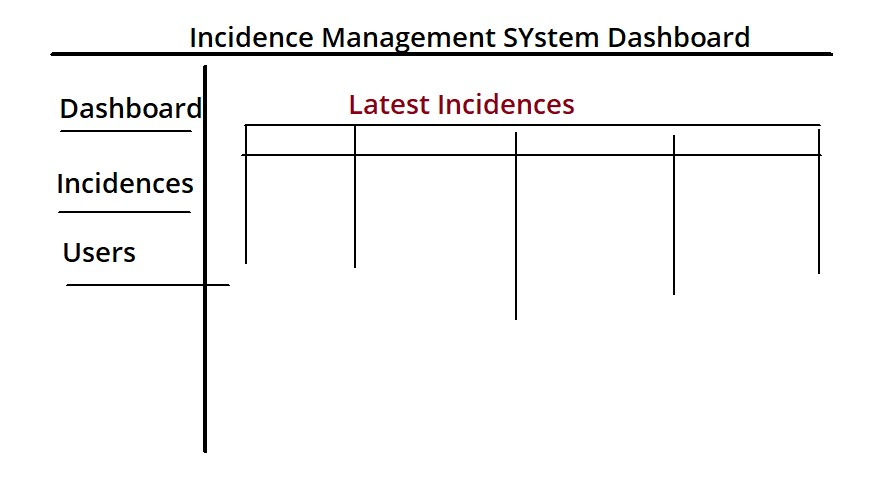 Incidence Management SYstem Dashboard
Dashboard
Latest Incidences
Incidences
Users